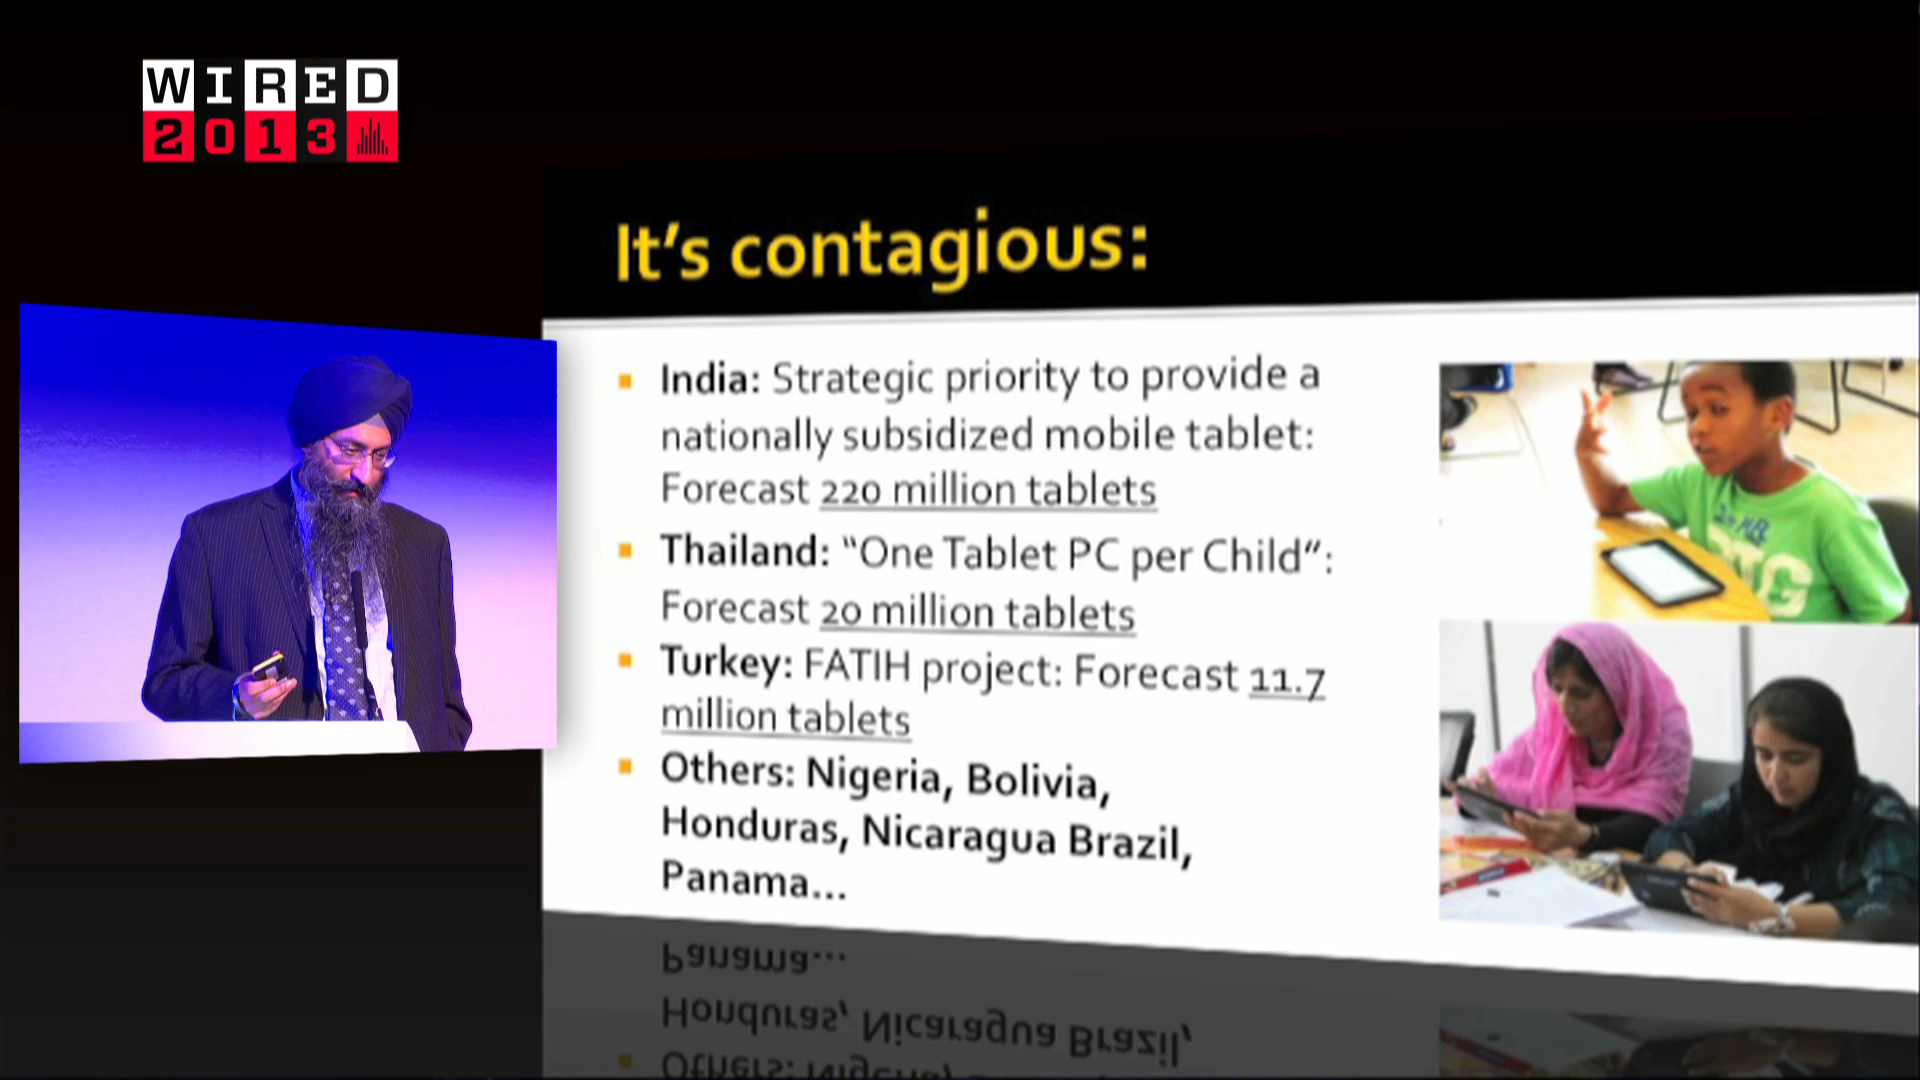 WIRED
2013
It's contagious:
India: Strategic priority to provide a
nationally subsidized mobile tablet:
Forecast 220 million tablets
Thailand: “One Tablet PC per Child”:
Forecast 20 million tablets
Turkey: FATIH project: Forecast 11.7
million tablets
Others: Nigeria, Bolivia,
Honduras, Nicaragua Brazil,
Panama...